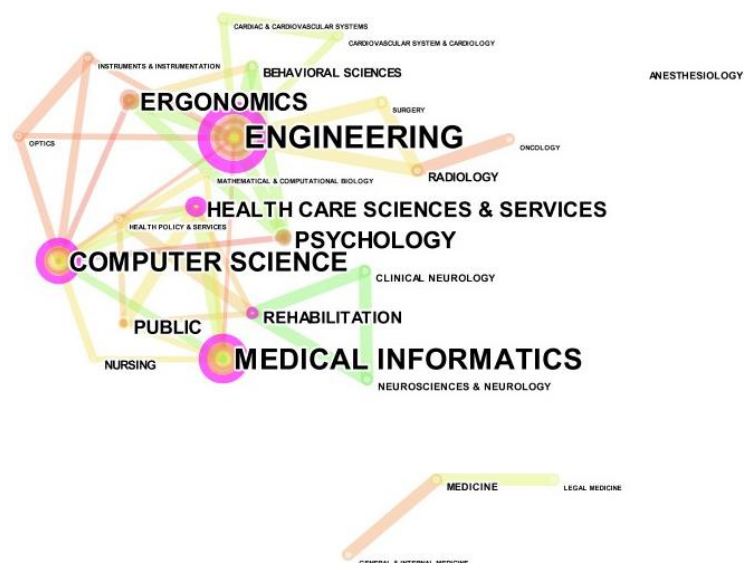 CARDIAC & CARDIOVASCULAR SYSTEMS
CARDIOVASCULAR SYSTEM & CARDIOLOGY
INSTRUMENTS & INSTRUMENTATION
BEHAVIORAL SCIENCES
ANESTHESIOLOGY
ERGONOMICS
SURGERY
ENGINEERING
OPTICS
ONCOLOGY
RADIOLOGY
MATHEMATICAL & COMPUTATIONAL BIOLOGY
HEALTH CARE SCIENCES & SERVICES
HEALTH POLICY & SERVICES
PSYCHOLOGY
COMPUTER SCIENCE
CLINICAL NEUROLOGY
REHABILITATION
PUBLIC
MEDICAL INFORMATICS
NURSING
NEUROSCIENCES & NEUROLOGY
MEDICINE
LEGAL MEDICINE
GENERAL & INTERNAL MEDICINE